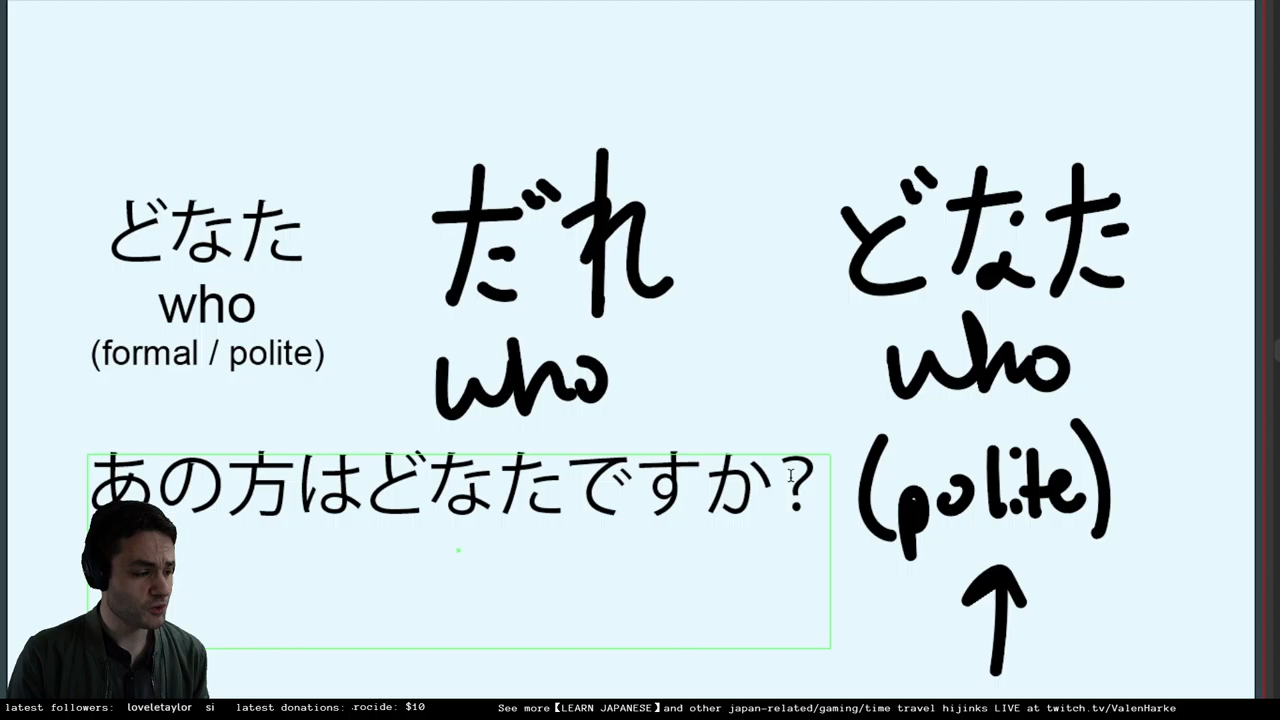 どなた
who
(formal / polite)
だれ
who
どなた
who
(polite)
あの方はどなたですか?
latest followers: loveletaylor si latest donations: rocide: $10 See more【LEARN JAPANESE】and other japan-related/gaming/time travel hijinks LIVE at twitch.tv/ValenHarke